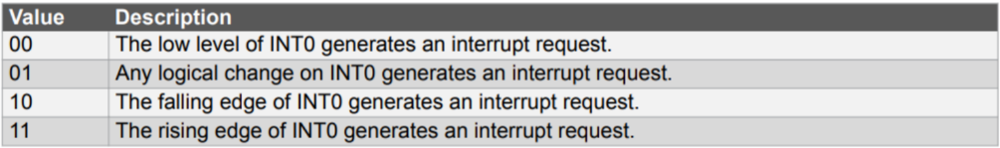 Value Description
00 The low level of INT0 generates an interrupt request.
01 Any logical change on INT0 generates an interrupt request.
10 The falling edge of INT0 generates an interrupt request.
11 The rising edge of INT0 generates an interrupt request.